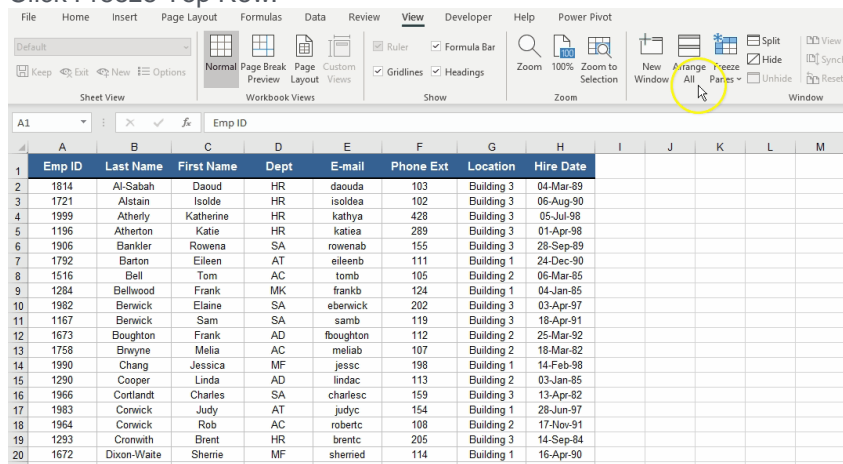 Click Freeze Top Row.
File Home Insert Page Layout Formulas Data Review View Developer Help Power Pivot
Default
Keep Exit New Options
Normal Page Break Preview Page Layout Custom Views
Ruler Formula Bar
Gridlines Headings
Zoom 100% Zoom to Selection
New Window Arrange All Freeze Panes
Split
Hide
Unhide
View
Reset
Sheet View Workbook Views Show Zoom Window
A1 fx Emp ID
A B C D E F G H I J K L M
1 Emp ID Last Name First Name Dept E-mail Phone Ext Location Hire Date
2 1814 Al-Sabah Daoud HR daouda 103 Building 3 04-Mar-89
3 1721 Alstain Isolde HR isoldea 102 Building 3 06-Aug-90
4 1999 Atherly Katherine HR kathya 428 Building 3 05-Jul-98
5 1196 Atherton Katie HR katiea 289 Building 3 01-Apr-98
6 1906 Bankler Rowena SA rowenab 155 Building 3 28-Sep-89
7 1792 Barton Eileen AT eileenb 111 Building 1 24-Dec-90
8 1516 Bell Tom AC tomb 105 Building 2 06-Mar-85
9 1284 Bellwood Frank MK frankb 124 Building 1 04-Jan-85
10 1982 Berwick Elaine SA eberwick 202 Building 3 03-Apr-97
11 1167 Berwick Sam SA samb 119 Building 3 18-Apr-91
12 1673 Boughton Frank AD fboughton 112 Building 2 25-Mar-92
13 1758 Brwyne Melia AC meliab 107 Building 2 18-Mar-82
14 1990 Chang Jessica MF jessc 198 Building 1 14-Feb-98
15 1290 Cooper Linda AD lindac 113 Building 2 03-Jan-85
16 1966 Cortlandt Charles SA charlesc 159 Building 3 13-Apr-82
17 1983 Corwick Judy AT judyc 154 Building 1 28-Jun-97
18 1964 Corwick Rob AC robertc 108 Building 2 17-Nov-91
19 1293 Cronwith Brent HR brentc 205 Building 3 14-Sep-84
20 1672 Dixon-Waite Sherrie MF sherried 114 Building 1 16-Apr-90